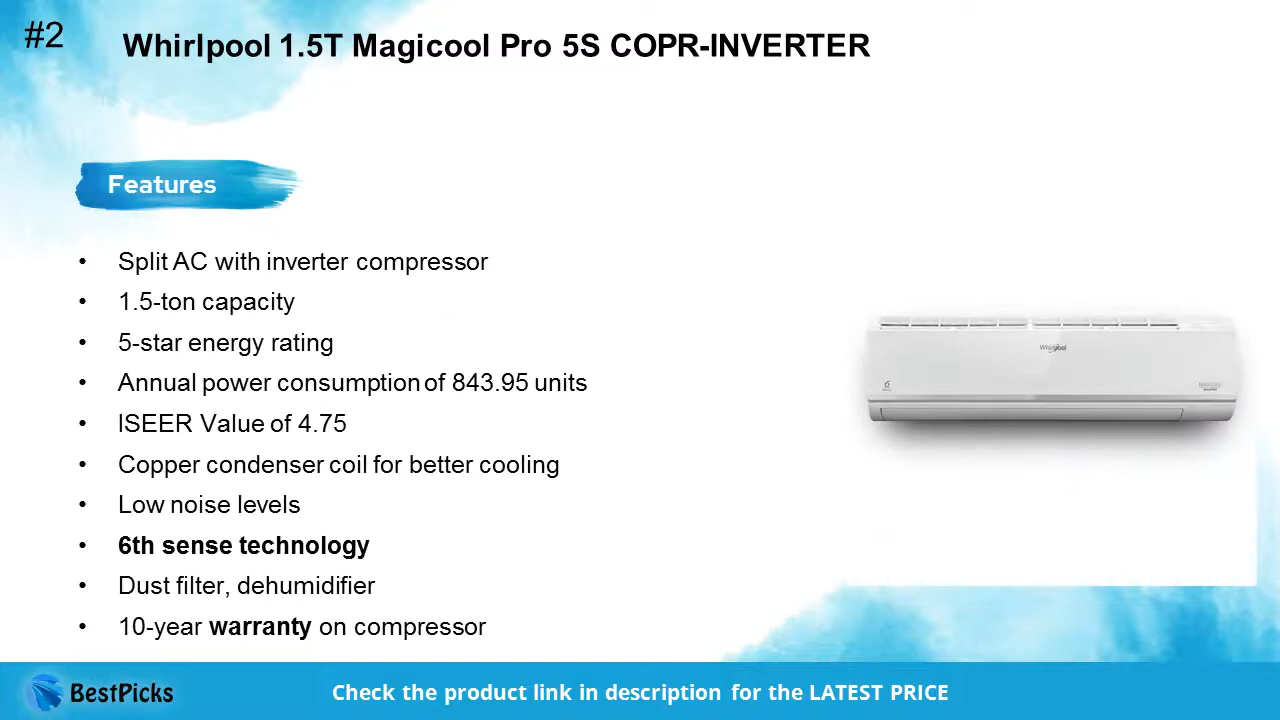 #2
Whirlpool 1.5T Magicool Pro 5S COPR-INVERTER
Features
• Split AC with inverter compressor
• 1.5-ton capacity
• 5-star energy rating
• Annual power consumption of 843.95 units
• ISEER Value of 4.75
• Copper condenser coil for better cooling
• Low noise levels
• 6th sense technology
• Dust filter, dehumidifier
• 10-year warranty on compressor
Whirlpool
BestPicks
Check the product link in description for the LATEST PRICE